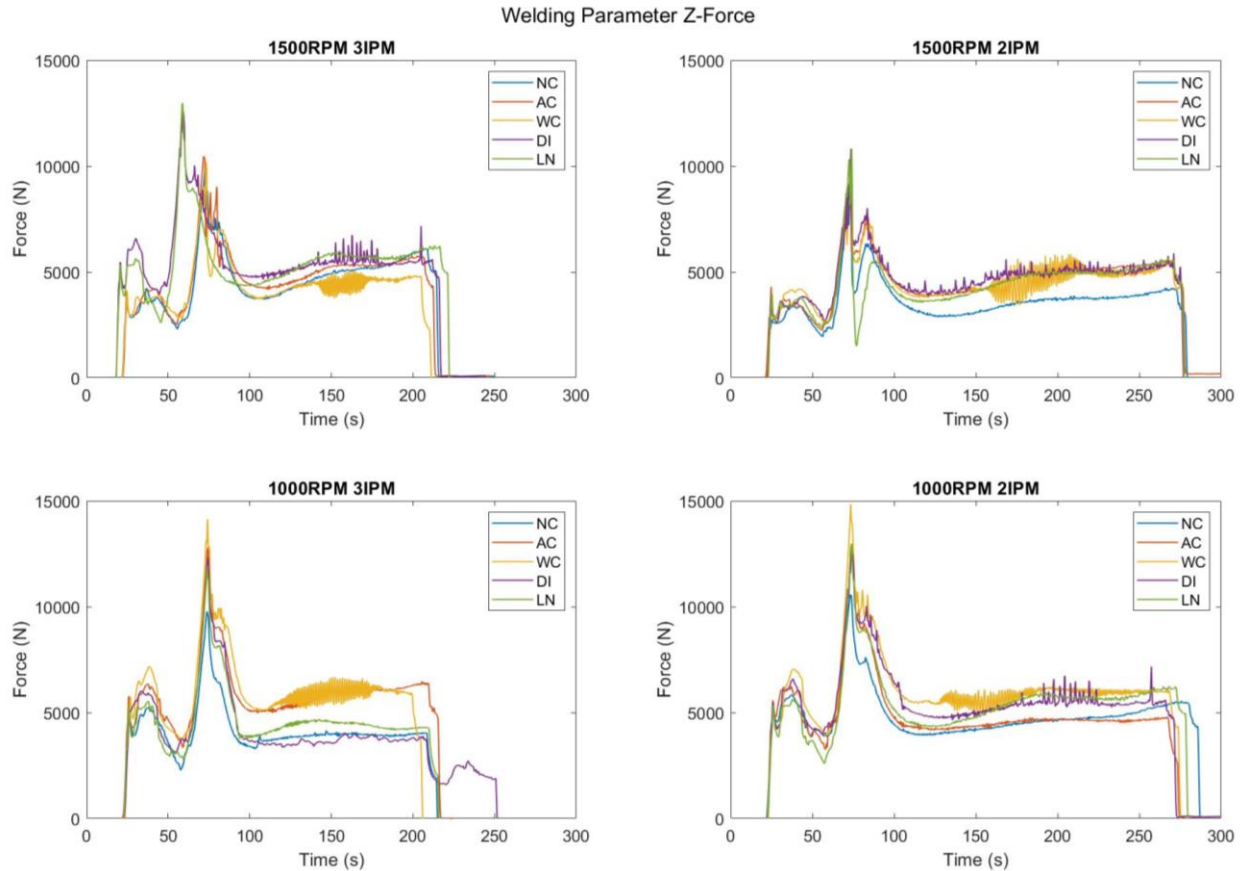 Welding Parameter Z-Force
1500RPM 3IPM
15000
10000
5000
0
Force (N)
0 50 100 150 200 250 300
Time (s)
NC
AC
WC
DI
LN
1500RPM 2IPM
15000
10000
5000
0
Force (N)
0 50 100 150 200 250 300
Time (s)
NC
AC
WC
DI
LN
1000RPM 3IPM
15000
10000
5000
0
Force (N)
0 50 100 150 200 250 300
Time (s)
NC
AC
WC
DI
LN
1000RPM 2IPM
15000
10000
5000
0
Force (N)
0 50 100 150 200 250 300
Time (s)
NC
AC
WC
DI
LN